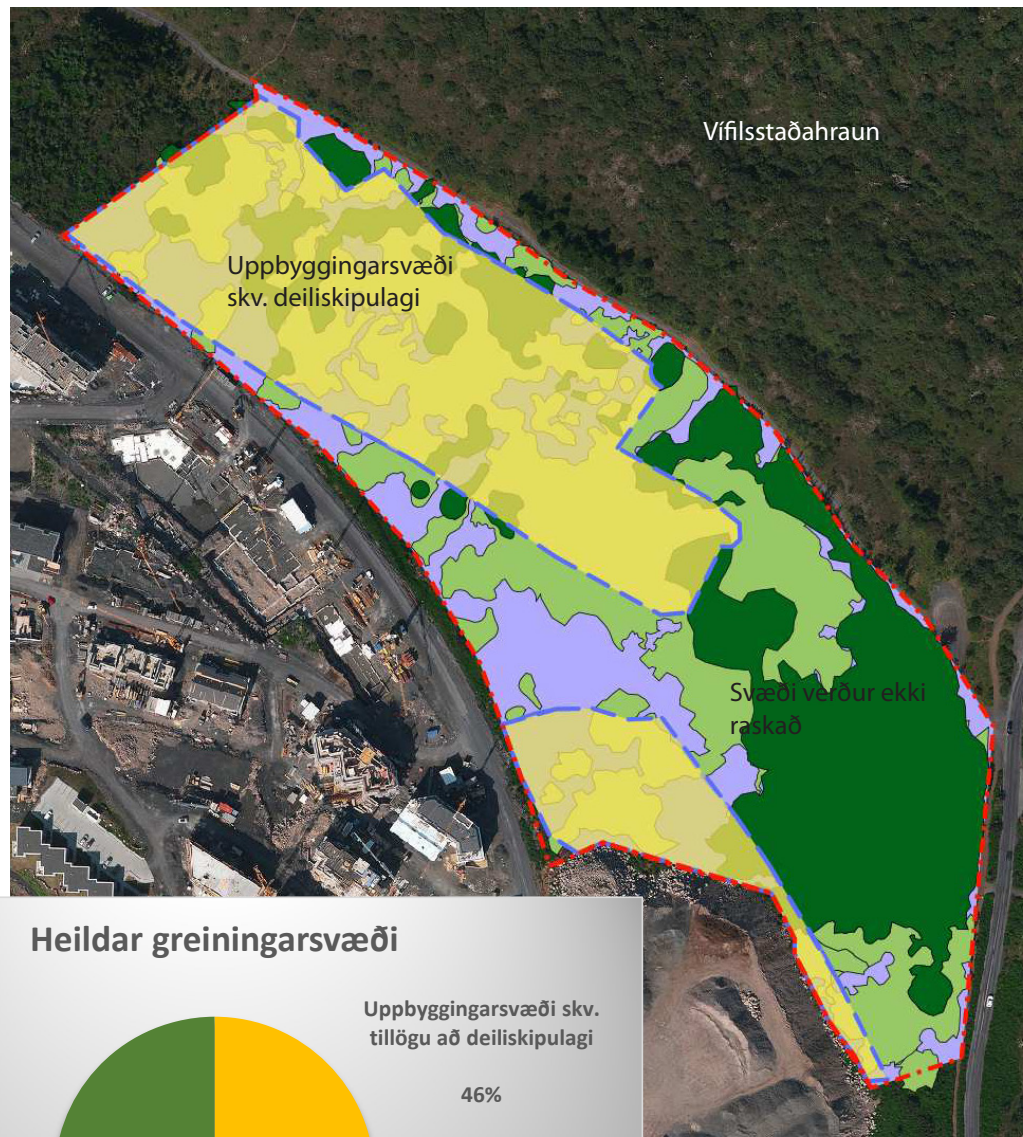 Vífilsstaðahraun
Uppbyggingarsvæði
skv. deiliskipulagi
Svæði verður ekki
raskað
Heildar greiningarsvæði
Uppbyggingarsvæði skv.
tillögu að deiliskipulagi
46%